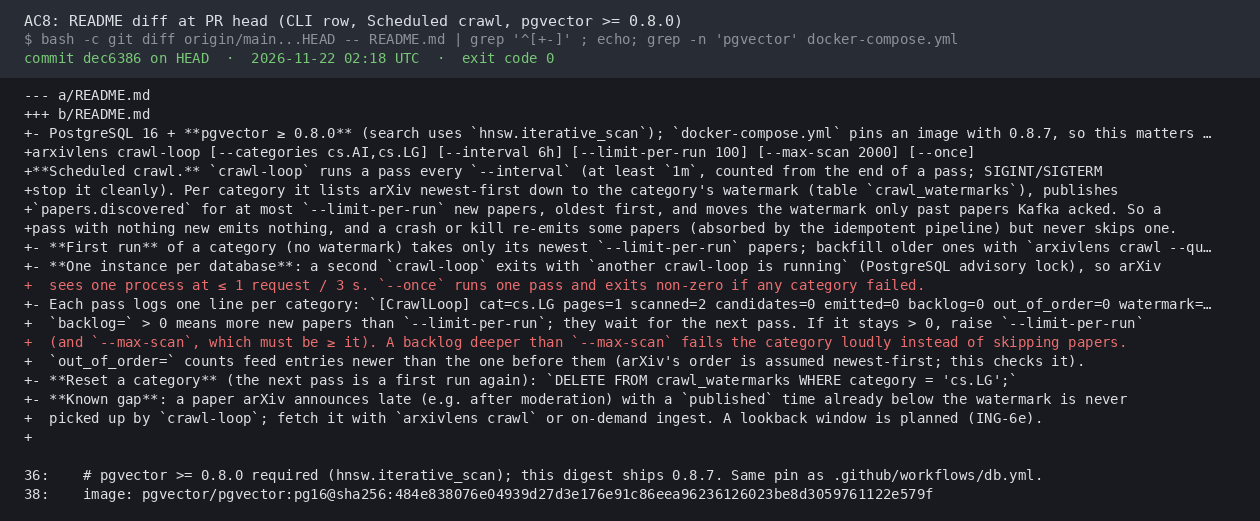 AC8: README diff at PR head (CLI row, Scheduled crawl, pgvector >= 0.8.0)
$ bash -c git diff origin/main...HEAD -- README.md | grep '^[+-]' ; echo; grep -n 'pgvector' docker-compose.yml
commit dec6386 on HEAD  ·  2026-11-22 02:18 UTC  ·  exit code 0
--- a/README.md
+++ b/README.md
+- PostgreSQL 16 + **pgvector ≥ 0.8.0** (search uses `hnsw.iterative_scan`); `docker-compose.yml` pins an image with 0.8.7, so this matters …
+arxivlens crawl-loop [--categories cs.AI,cs.LG] [--interval 6h] [--limit-per-run 100] [--max-scan 2000] [--once]
+**Scheduled crawl.** `crawl-loop` runs a pass every `--interval` (at least `1m`, counted from the end of a pass; SIGINT/SIGTERM
+stop it cleanly). Per category it lists arXiv newest-first down to the category's watermark (table `crawl_watermarks`), publishes
+`papers.discovered` for at most `--limit-per-run` new papers, oldest first, and moves the watermark only past papers Kafka acked. So a
+pass with nothing new emits nothing, and a crash or kill re-emits some papers (absorbed by the idempotent pipeline) but never skips one.
+- **First run** of a category (no watermark) takes only its newest `--limit-per-run` papers; backfill older ones with `arxivlens crawl --qu…
+- **One instance per database**: a second `crawl-loop` exits with `another crawl-loop is running` (PostgreSQL advisory lock), so arXiv
+  sees one process at ≤ 1 request / 3 s. `--once` runs one pass and exits non-zero if any category failed.
+- Each pass logs one line per category: `[CrawlLoop] cat=cs.LG pages=1 scanned=2 candidates=0 emitted=0 backlog=0 out_of_order=0 watermark=…
+  `backlog=` > 0 means more new papers than `--limit-per-run`; they wait for the next pass. If it stays > 0, raise `--limit-per-run`
+  (and `--max-scan`, which must be ≥ it). A backlog deeper than `--max-scan` fails the category loudly instead of skipping papers.
+  `out_of_order=` counts feed entries newer than the one before them (arXiv's order is assumed newest-first; this checks it).
+- **Reset a category** (the next pass is a first run again): `DELETE FROM crawl_watermarks WHERE category = 'cs.LG';`
+- **Known gap**: a paper arXiv announces late (e.g. after moderation) with a `published` time already below the watermark is never
+  picked up by `crawl-loop`; fetch it with `arxivlens crawl` or on-demand ingest. A lookback window is planned (ING-6e).
+
36:    # pgvector >= 0.8.0 required (hnsw.iterative_scan); this digest ships 0.8.7. Same pin as .github/workflows/db.yml.
38:    image: pgvector/pgvector:pg16@sha256:484e838076e04939d27d3e176e91c86eea96236126023be8d3059761122e579f